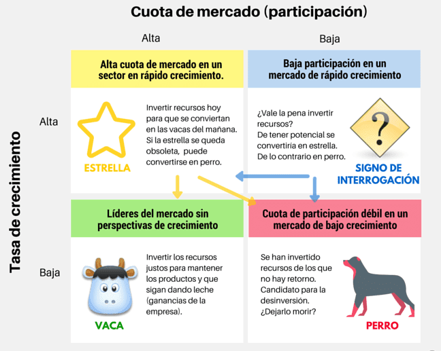 Cuota de mercado (participación)
Alta
Baja
Tasa de crecimiento
Alta
Alta cuota de mercado en un
sector en rápido crecimiento.
Invertir recursos hoy
para que se conviertan
en las vacas del mañana.
Si la estrella se queda
obsoleta, puede
convertirse en perro.
ESTRELLA
Baja participación en un
mercado de rápido crecimiento
¿Vale la pena invertir
recursos?
De tener potencial se
convertiría en estrella.
De lo contrario en perro.
?
SIGNO DE
INTERROGACIÓN
Baja
Líderes del mercado sin
perspectivas de crecimiento
Invertir los recursos
justos para mantener
los productos y que
sigan dando leche
(ganancias de la
empresa).
VACA
Cuota de participación débil en un
mercado de bajo crecimiento
Se han invertido
recursos de los que
no hay retorno.
Candidato para la
desinversión.
¿Dejarlo morir?
PERRO